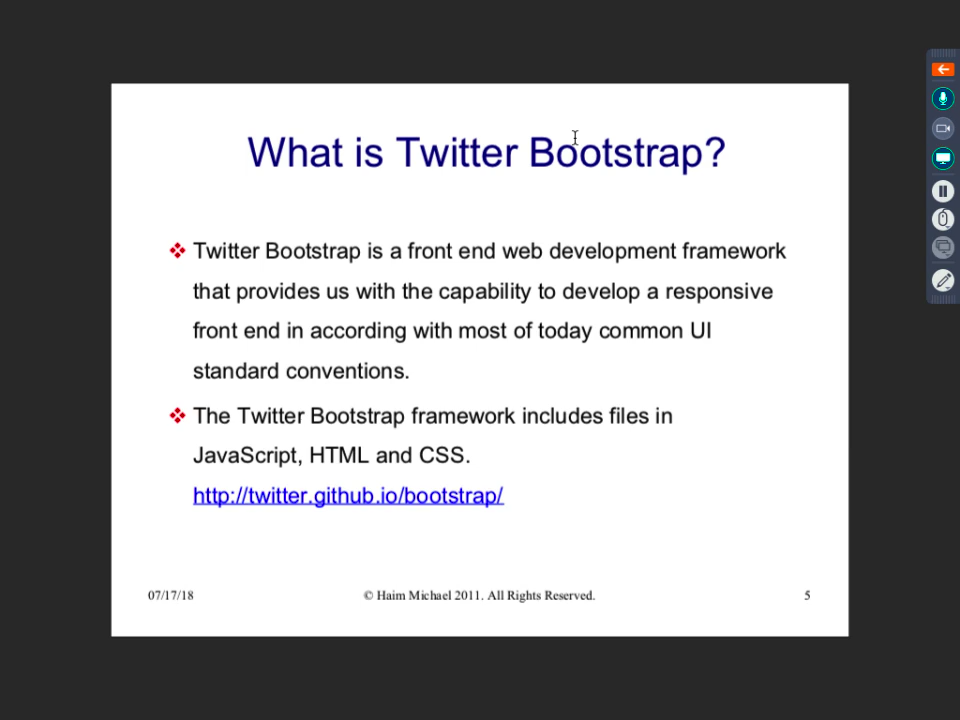 What is Twitter Bootstrap?
Twitter Bootstrap is a front end web development framework
that provides us with the capability to develop a responsive
front end in according with most of today common UI
standard conventions.
The Twitter Bootstrap framework includes files in
JavaScript, HTML and CSS.
http://twitter.github.io/bootstrap/
07/17/18
© Haim Michael 2011. All Rights Reserved.
5